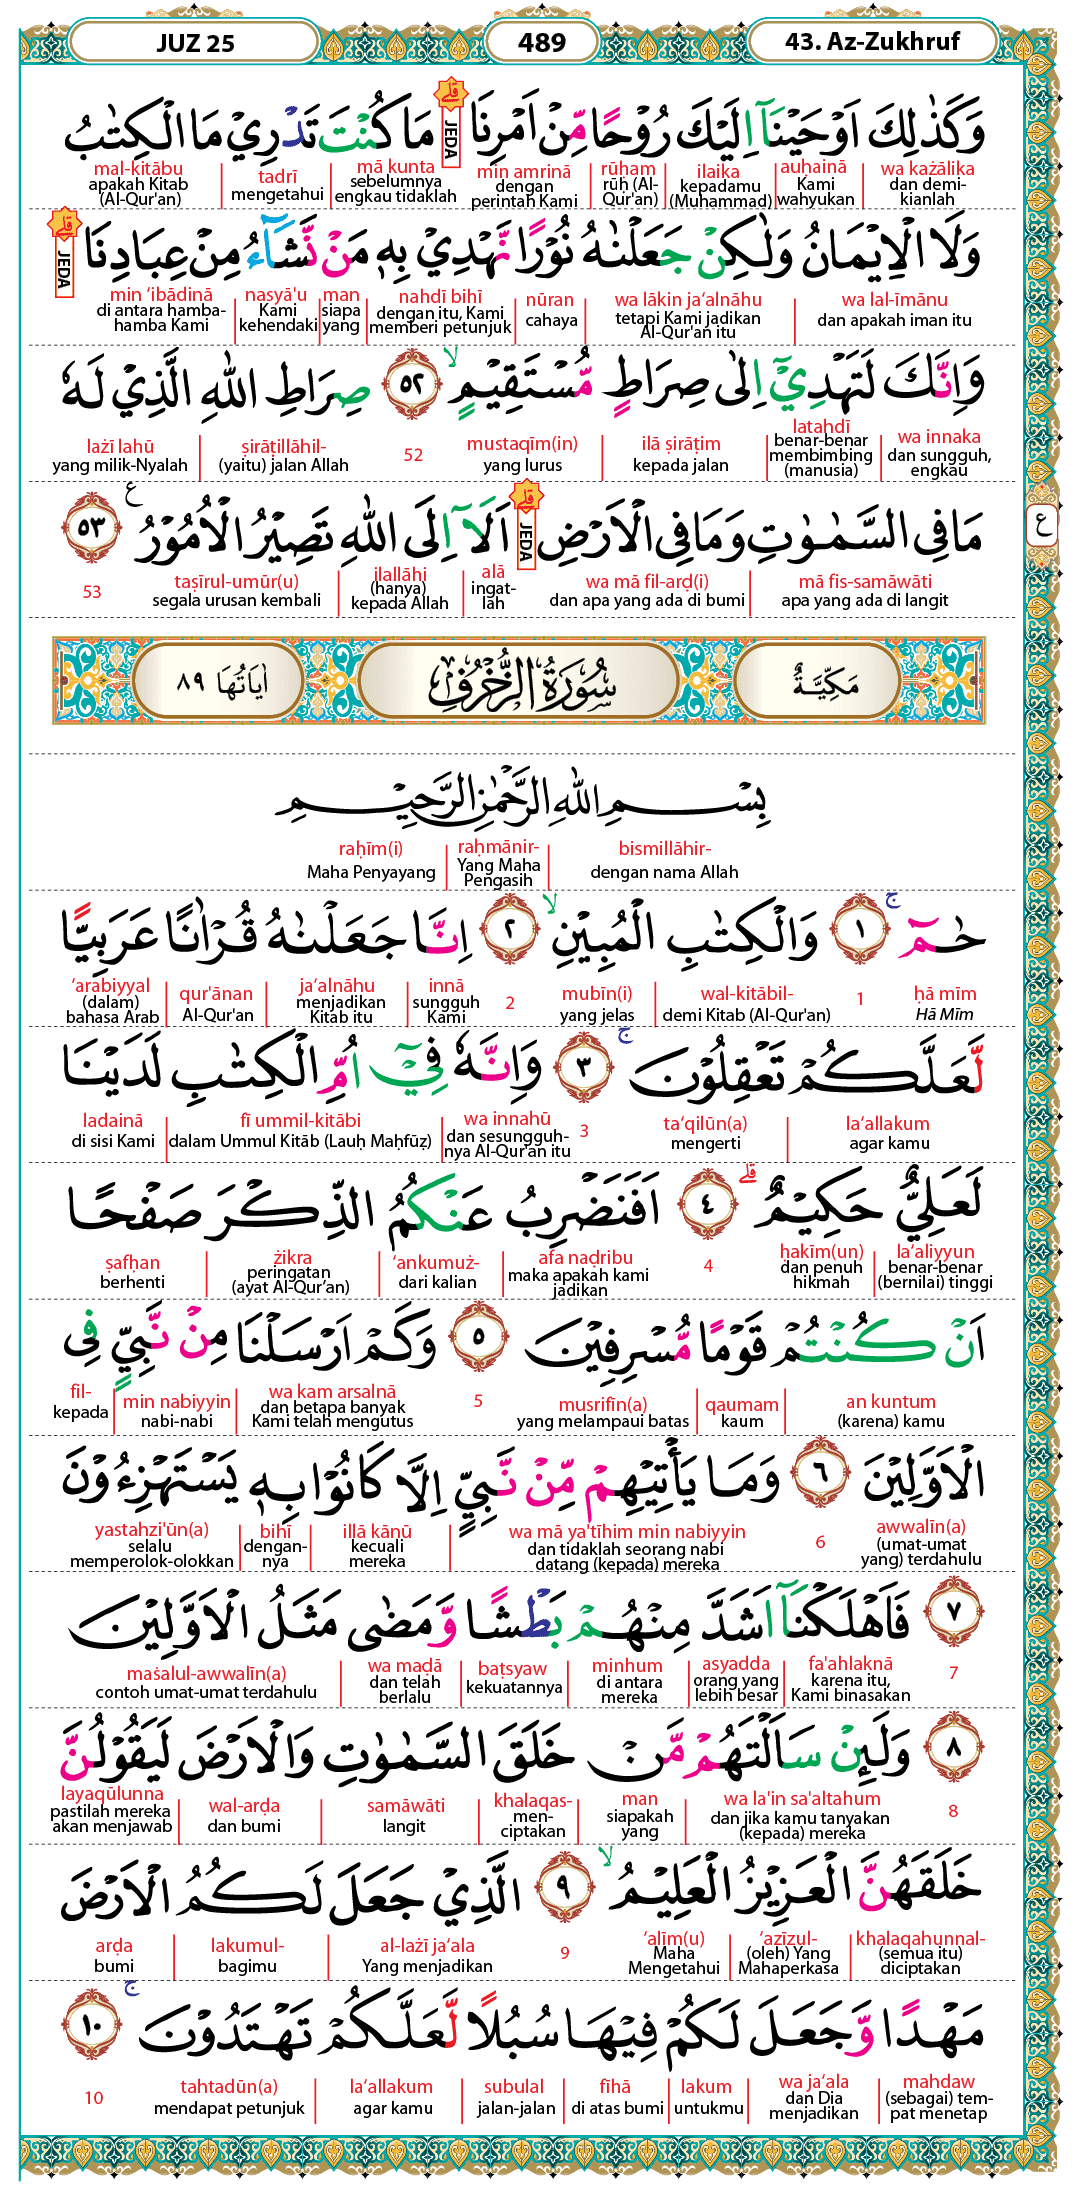 JUZ 25
489
43. Az-Zukhruf
وَكَذٰلِكَ اَوْحَيْنَآ اِلَيْكَ رُوْحًا مِّنْ اَمْرِنَا ۗ مَا كُنْتَ تَدْرِيْ مَا الْكِتٰبُ
JEDA
wa każālika auḥainā ilaika rūḥam min amrinā mā kunta tadrī mal-kitābu
dan demi-kianlah Kami wahyukan kepadamu (Muhammad) rūḥ (Al-Qur'an) dengan perintah Kami sebelumnya engkau tidaklah mengetahui apakah Kitab (Al-Qur'an)
وَلَا الْاِيْمَانُ وَلٰكِنْ جَعَلْنٰهُ نُوْرًا نَّهْدِيْ بِهٖ مَنْ نَّشَاۤءُ مِنْ عِبَادِنَا ۗ
JEDA
wa lal-īmānu wa lākin ja‘alnāhu nūran nahdī bihī man nasyā'u min ‘ibādinā
dan apakah iman itu tetapi Kami jadikan Al-Qur'an itu cahaya dengan itu, Kami memberi petunjuk siapa yang Kami kehendaki di antara hamba-hamba Kami
وَاِنَّكَ لَتَهْدِيْٓ اِلٰى صِرَاطٍ مُّسْتَقِيْمٍ ۙ ٥٢ صِرَاطِ اللّٰهِ الَّذِيْ لَهٗ
wa innaka latahdī ilā ṣirāṭim mustaqīm(in) 52 ṣirāṭillāhil- lażī lahū
dan sungguh, engkau benar-benar membimbing (manusia) kepada jalan yang lurus (yaitu) jalan Allah yang milik-Nyalah
مَا فِى السَّمٰوٰتِ وَمَا فِى الْاَرْضِ ۗ اَلَآ اِلَى اللّٰهِ تَصِيْرُ الْاُمُوْرُ ࣖ ٥٣
JEDA
ع
mā fis-samāwāti wa mā fil-arḍ(i) alā ilallāhi taṣīrul-umūr(u) 53
apa yang ada di langit dan apa yang ada di bumi ingat-lah (hanya) kepada Allah segala urusan kembali
مَكِّيَّةٌ
سُوْرَةُ الزُّخْرُفِ
اٰيَاتُهَا ٨٩
بِسْمِ اللّٰهِ الرَّحْمٰنِ الرَّحِيْمِ
bismillāhir- raḥmānir- raḥīm(i)
dengan nama Allah Yang Maha Pengasih Maha Penyayang
حٰمۤ ۚ ١ وَالْكِتٰبِ الْمُبِيْنِ ۙ ٢ اِنَّا جَعَلْنٰهُ قُرْاٰنًا عَرَبِيًّا
ḥā mīm 1 wal-kitābil- mubīn(i) 2 innā ja‘alnāhu qur'ānan ‘arabiyyal
Hā Mīm demi Kitab (Al-Qur'an) yang jelas sungguh Kami menjadikan Kitab itu Al-Qur'an (dalam) bahasa Arab
لَّعَلَّكُمْ تَعْقِلُوْنَ ۚ ٣ وَاِنَّهٗ فِيْٓ اُمِّ الْكِتٰبِ لَدَيْنَا
la‘allakum ta‘qilūn(a) 3 wa innahū fī ummil-kitābi ladainā
agar kamu mengerti dan sesungguh-nya Al-Qur'an itu dalam Ummul Kitāb (Lauḥ Maḥfūẓ) di sisi Kami
لَعَلِيٌّ حَكِيْمٌ ۗ ٤ اَفَنَضْرِبُ عَنْكُمُ الذِّكْرَ صَفْحًا
la‘aliyyun ḥakīm(un) 4 afa naḍribu ‘ankumuż- żikra ṣafḥan
benar-benar (bernilai) tinggi dan penuh hikmah maka apakah kami jadikan dari kalian peringatan (ayat Al-Qur’an) berhenti
اَنْ كُنْتُمْ قَوْمًا مُّسْرِفِيْنَ ٥ وَكَمْ اَرْسَلْنَا مِنْ نَّبِيٍّ فِى
an kuntum qaumam musrifīn(a) 5 wa kam arsalnā min nabiyyin fil-
(karena) kamu kaum yang melampaui batas dan betapa banyak Kami telah mengutus nabi-nabi kepada
الْاَوَّلِيْنَ ٦ وَمَا يَأْتِيْهِمْ مِّنْ نَّبِيٍّ اِلَّا كَانُوْا بِهٖ يَسْتَهْزِءُوْنَ
awwalīn(a) 6 wa mā ya'tīhim min nabiyyin illā kānū bihī yastahzi'ūn(a)
(umat-umat yang) terdahulu dan tidaklah seorang nabi datang (kepada) mereka kecuali mereka dengan-nya selalu memperolok-olokkan
٧ فَاَهْلَكْنَآ اَشَدَّ مِنْهُمْ بَطْشًا وَّمَضٰى مَثَلُ الْاَوَّلِيْنَ
7 fa'ahlaknā asyadda minhum baṭsyaw wa maḍā maṡalul-awwalīn(a)
karena itu, Kami binasakan orang yang lebih besar di antara mereka kekuatannya dan telah berlalu contoh umat-umat terdahulu
٨ وَلَىِٕنْ سَاَلْتَهُمْ مَّنْ خَلَقَ السَّمٰوٰتِ وَالْاَرْضَ لَيَقُوْلُنَّ
8 wa la'in sa'altahum man khalaqas- samāwāti wal-arḍa layaqūlunna
dan jika kamu tanyakan (kepada) mereka siapakah yang men-ciptakan langit dan bumi pastilah mereka akan menjawab
خَلَقَهُنَّ الْعَزِيْزُ الْعَلِيْمُ ۙ ٩ الَّذِيْ جَعَلَ لَكُمُ الْاَرْضَ
khalaqahunnal- ‘azīzul- ‘alīm(u) 9 al-lażī ja‘ala lakumul- arḍa
(semua itu) diciptakan (oleh) Yang Mahaperkasa Maha Mengetahui Yang menjadikan bagimu bumi
مَهْدًا وَّجَعَلَ لَكُمْ فِيْهَا سُبُلًا لَّعَلَّكُمْ تَهْتَدُوْنَ ۚ ١٠
mahdaw wa ja‘ala lakum fīhā subulal la‘allakum tahtadūn(a) 10
(sebagai) tem-pat menetap dan Dia menjadikan untukmu di atas bumi jalan-jalan agar kamu mendapat petunjuk